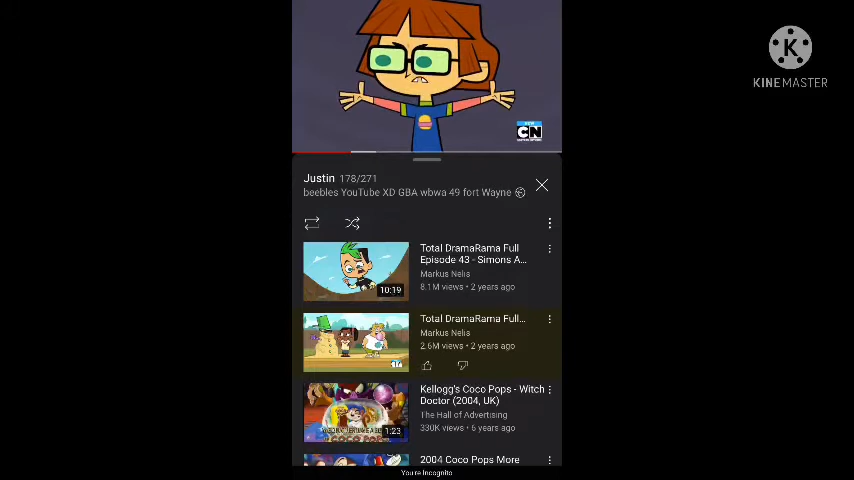 K
KINEMASTER
NEW
CN
Justin 178/271
beebles YouTube XD GBA wbwa 49 fort Wayne
Total DramaRama Full
Episode 43 - Simons A...
Markus Nelis
8.1M views • 2 years ago
10:19
Total DramaRama Full...
Markus Nelis
2.6M views • 2 years ago
Kellogg's Coco Pops - Witch
Doctor (2004, UK)
The Hall of Advertising
330K views • 6 years ago
1:23
2004 Coco Pops More
You're Incognito